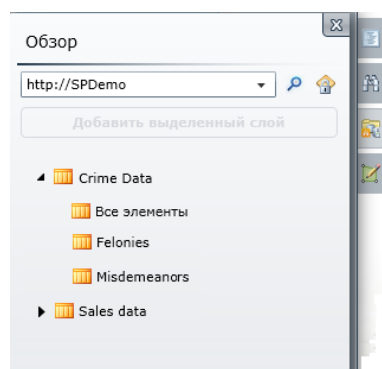 Обзор
http://SPDemo
Добавить выделенный слой
Crime Data
Все элементы
Felonies
Misdemeanors
Sales data